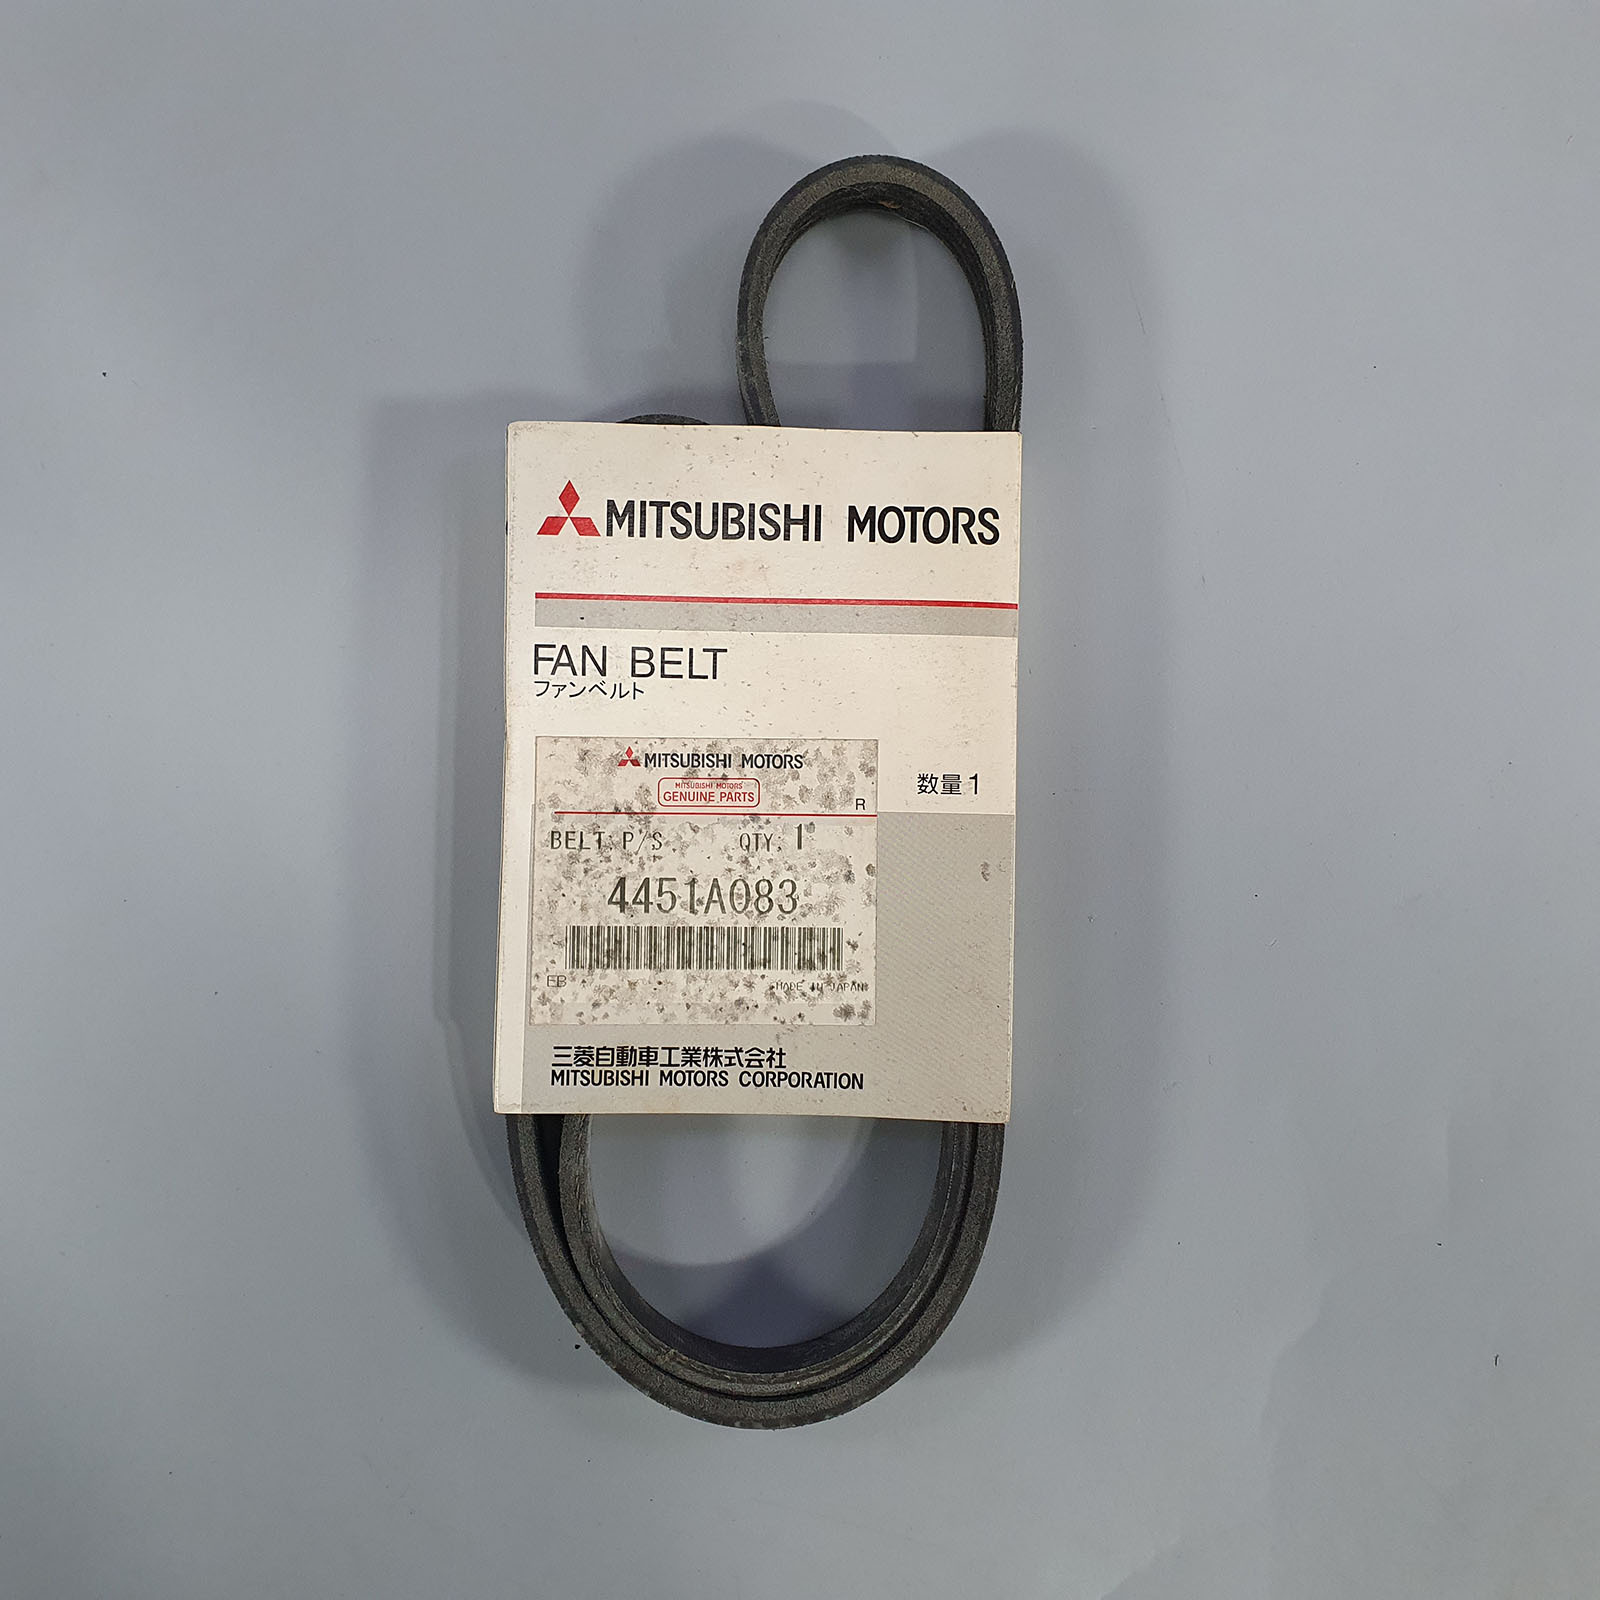 MITSUBISHI MOTORS
FAN BELT
ファンベルト
MITSUBISHI MOTORS
MITSUBISHI MOTORS
GENUINE PARTS
R
数量 1
BELT, P/S QTY. 1
4451A083
EB
MADE IN JAPAN
三菱自動車工業株式会社
MITSUBISHI MOTORS CORPORATION